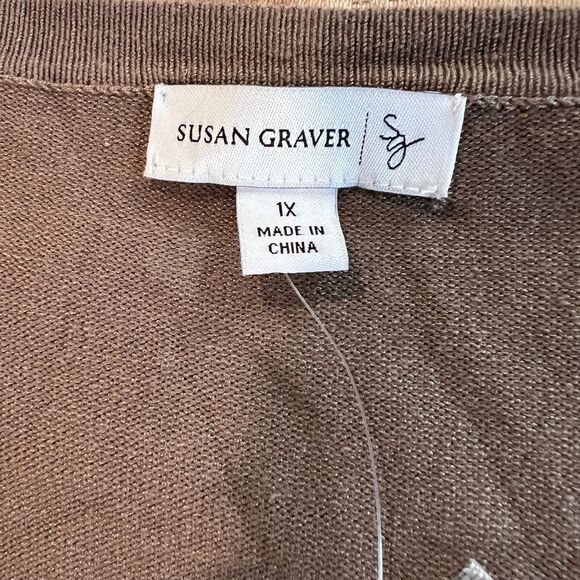 SUSAN GRAVER | Sg
1X
MADE IN
CHINA